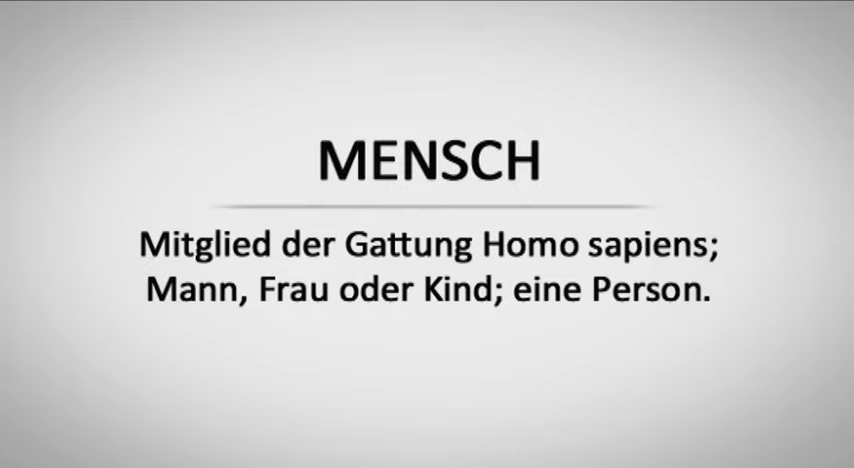 MENSCH
Mitglied der Gattung Homo sapiens;
Mann, Frau oder Kind; eine Person.